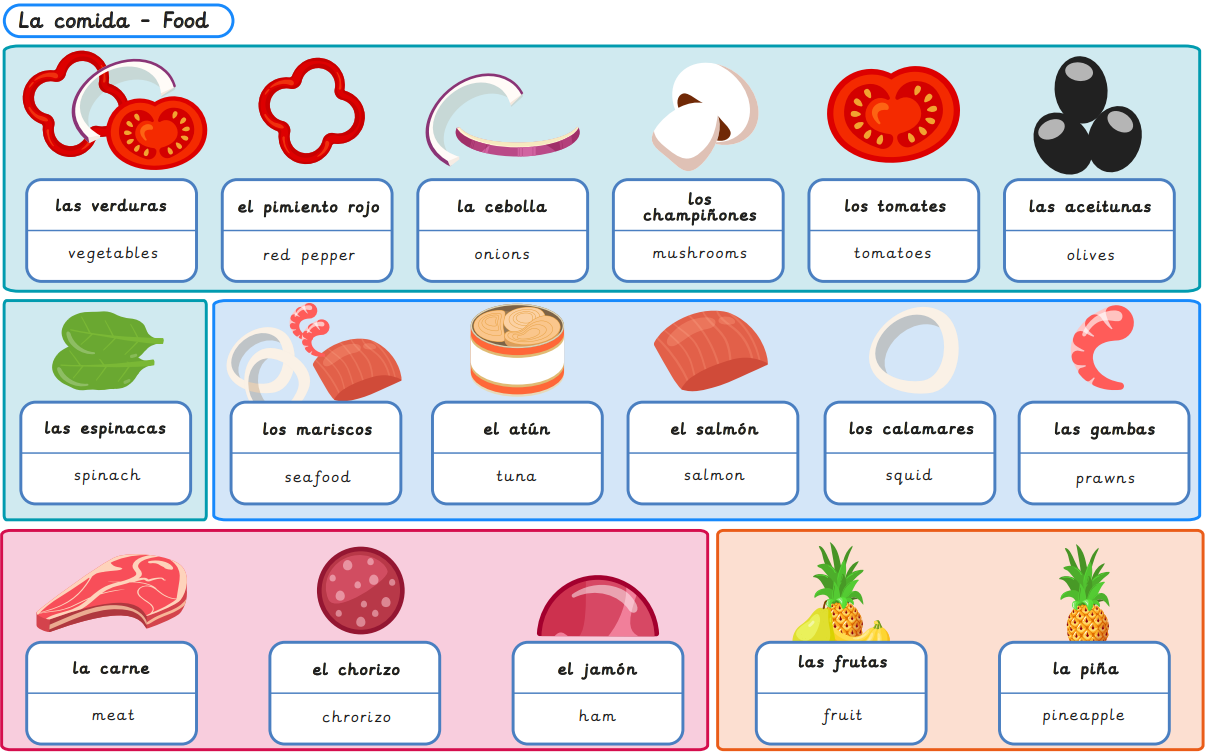 La comida - Food
las verduras
vegetables
el pimiento rojo
red pepper
la cebolla
onions
los
champiñones
mushrooms
los tomates
tomatoes
las aceitunas
olives
las espinacas
spinach
los mariscos
seafood
el atún
tuna
el salmón
salmon
los calamares
squid
las gambas
prawns
la carne
meat
el chorizo
chrorizo
el jamón
ham
las frutas
fruit
la piña
pineapple